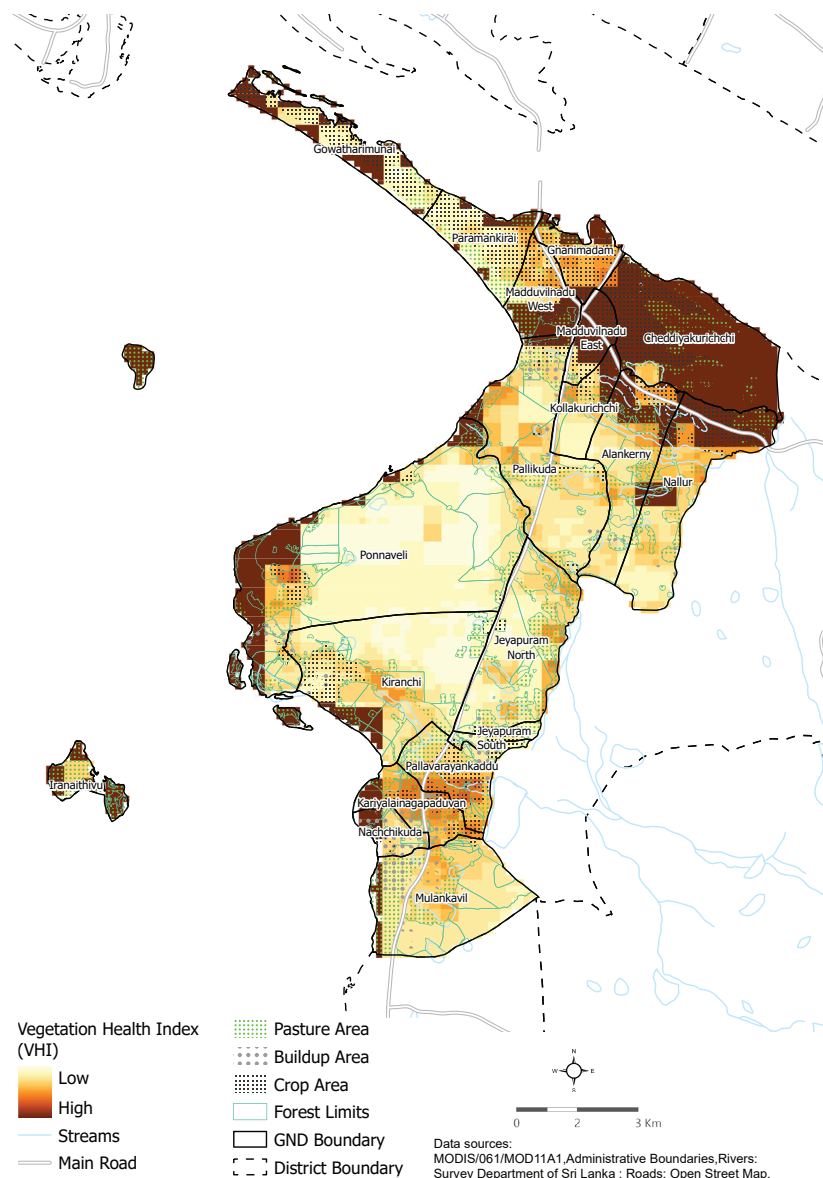 Gowatharimunai
Paramankirai
Gnanimadam
Madduvilnadu
West
Madduvilnadu
East
Cheddiyakurichchi
Kollakurichchi
Alankerny
Pallikuda
Nallur
Ponnaveli
Jeyapuram
North
Kiranchi
Jeyapuram
South
Pallavarayankaddu
Iranaithivu
Kariyalainagapaduvan
Nachchikuda
Mulankavil
Vegetation Health Index
(VHI)
Low
High
Streams
Main Road
Pasture Area
Buildup Area
Crop Area
Forest Limits
GND Boundary
District Boundary
N
W E
S
0 2 3 Km
Data sources:
MODIS/061/MOD11A1,Administrative Boundaries,Rivers:
Survey Department of Sri Lanka ; Roads: Open Street Map.